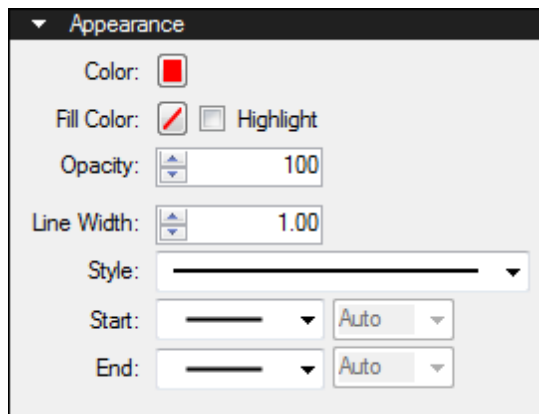 Appearance
Color:
Fill Color: Highlight
Opacity: 100
Line Width: 1.00
Style:
Start: Auto
End: Auto